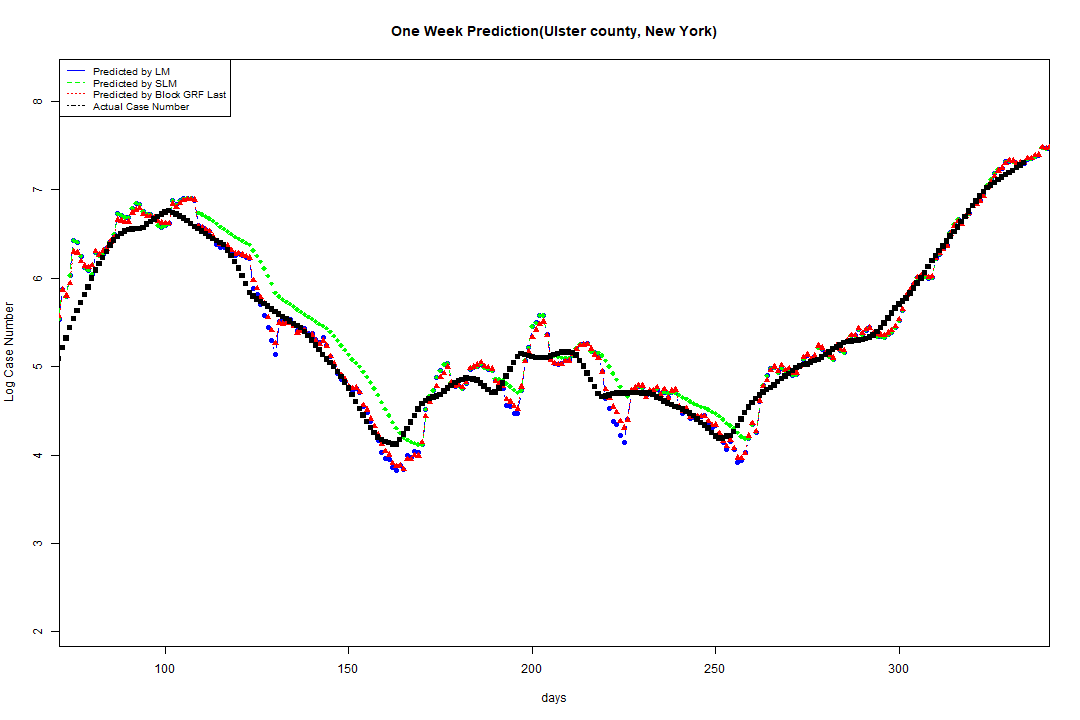 One Week Prediction(Ulster county, New York)
Predicted by LM
Predicted by SLM
Predicted by Block GRF Last
Actual Case Number
Log Case Number
8
7
6
5
4
3
2
100 150 200 250 300
days